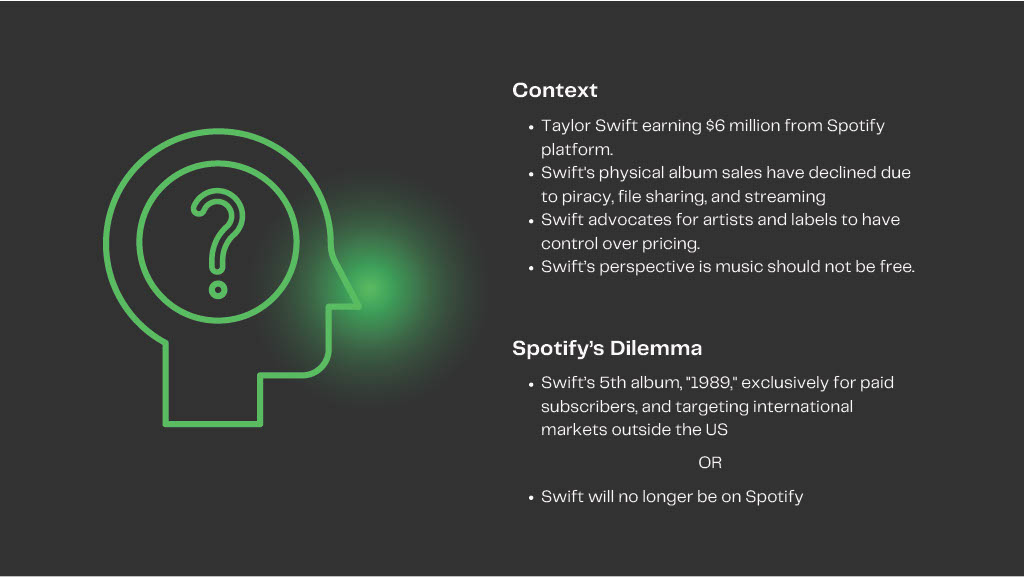 Context
• Taylor Swift earning $6 million from Spotify
platform.
• Swift's physical album sales have declined due
to piracy, file sharing, and streaming
• Swift advocates for artists and labels to have
control over pricing.
• Swift’s perspective is music should not be free.
Spotify’s Dilemma
• Swift’s 5th album, "1989," exclusively for paid
subscribers, and targeting international
markets outside the US
OR
• Swift will no longer be on Spotify